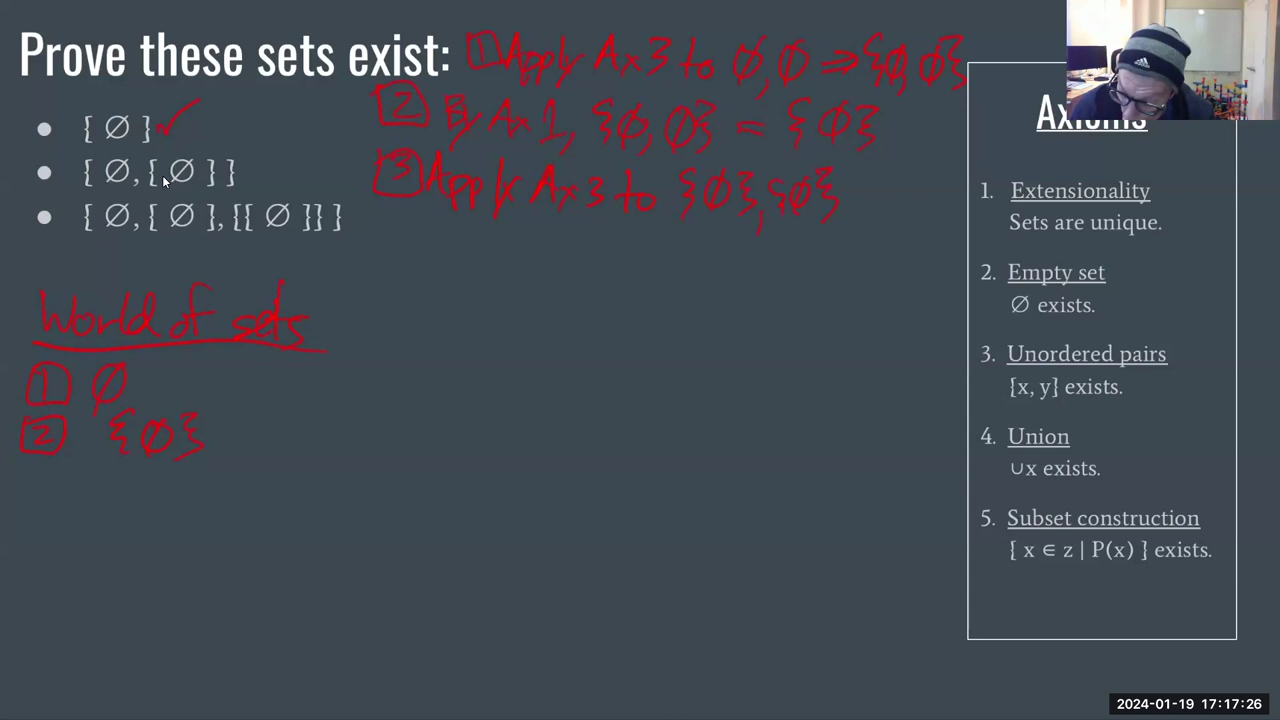 Prove these sets exist:
① Apply Ax 3 to ∅, ∅ ⇒ {∅, ∅}
● { ∅ } ✓
② By Ax 1, {∅, ∅} = {∅}
● { ∅, { ∅ } }
③ Apply Ax 3 to {∅}, {∅}
● { ∅, { ∅ }, {{ ∅ }} }
World of sets
① ∅
② {∅}
Axioms
1. Extensionality
Sets are unique.
2. Empty set
∅ exists.
3. Unordered pairs
{x, y} exists.
4. Union
∪x exists.
5. Subset construction
{ x ∈ z | P(x) } exists.
2024-01-19 17:17:26